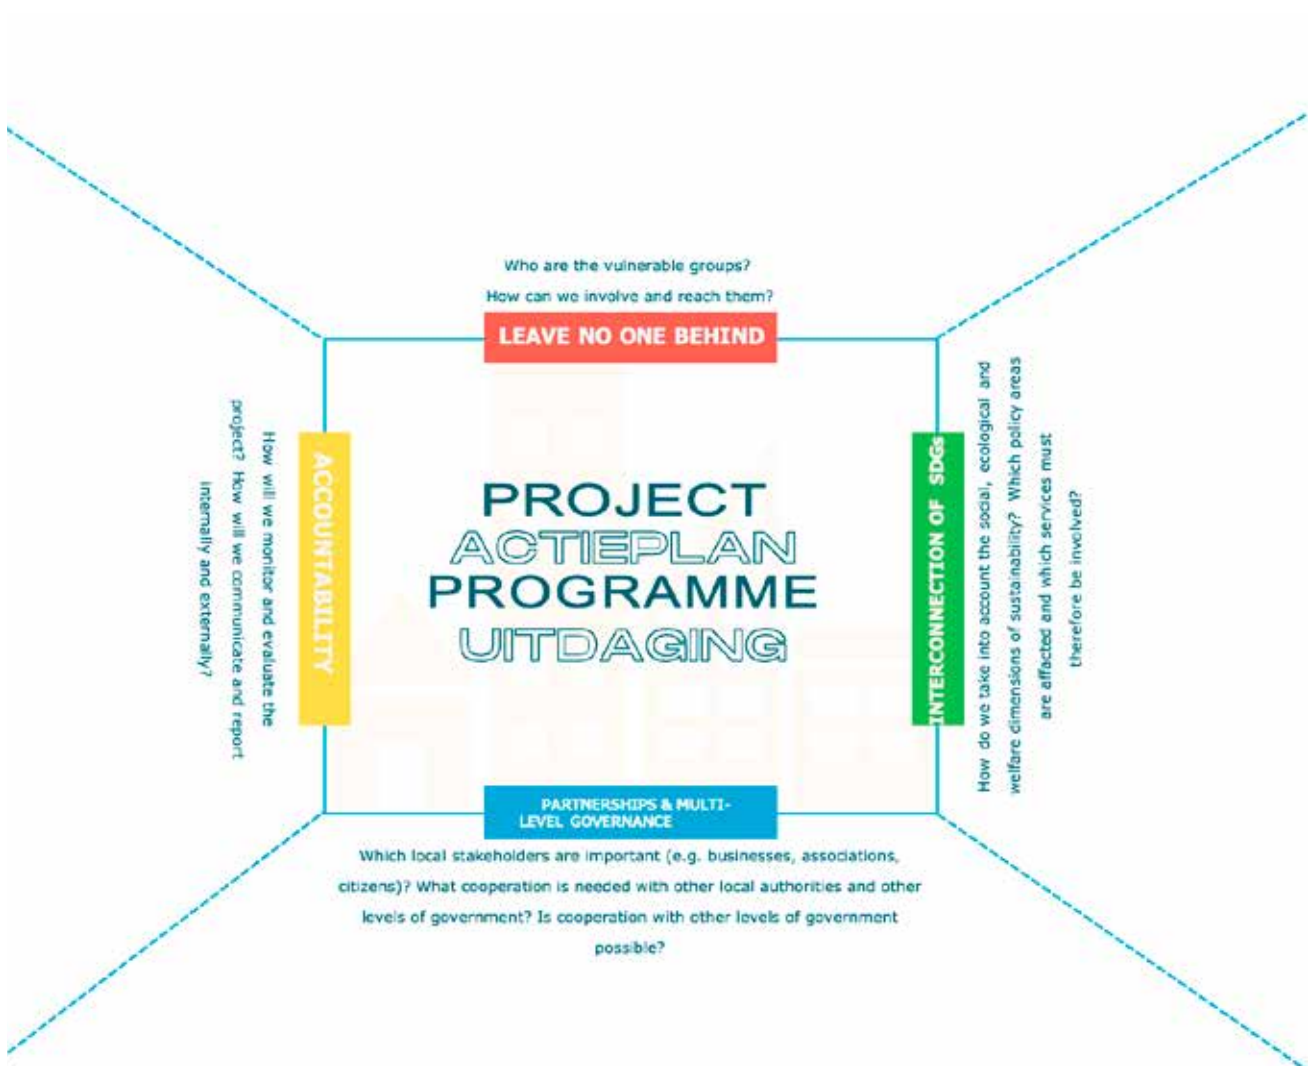 Who are the vulnerable groups?
How can we involve and reach them?
LEAVE NO ONE BEHIND
How will we monitor and evaluate the
project? How will we communicate and report
internally and externally?
ACCOUNTABILITY
PROJECT
ACTIEPLAN
PROGRAMME
UITDAGING
INTERCONNECTION OF SDGs
How do we take into account the social, ecological and
welfare dimensions of sustainability? Which policy areas
are affacted and which services must
therefore be involved?
PARTNERSHIPS & MULTI-
LEVEL GOVERNANCE
Which local stakeholders are important (e.g. businesses, associations,
citizens)? What cooperation is needed with other local authorities and other
levels of government? Is cooperation with other levels of government
possible?